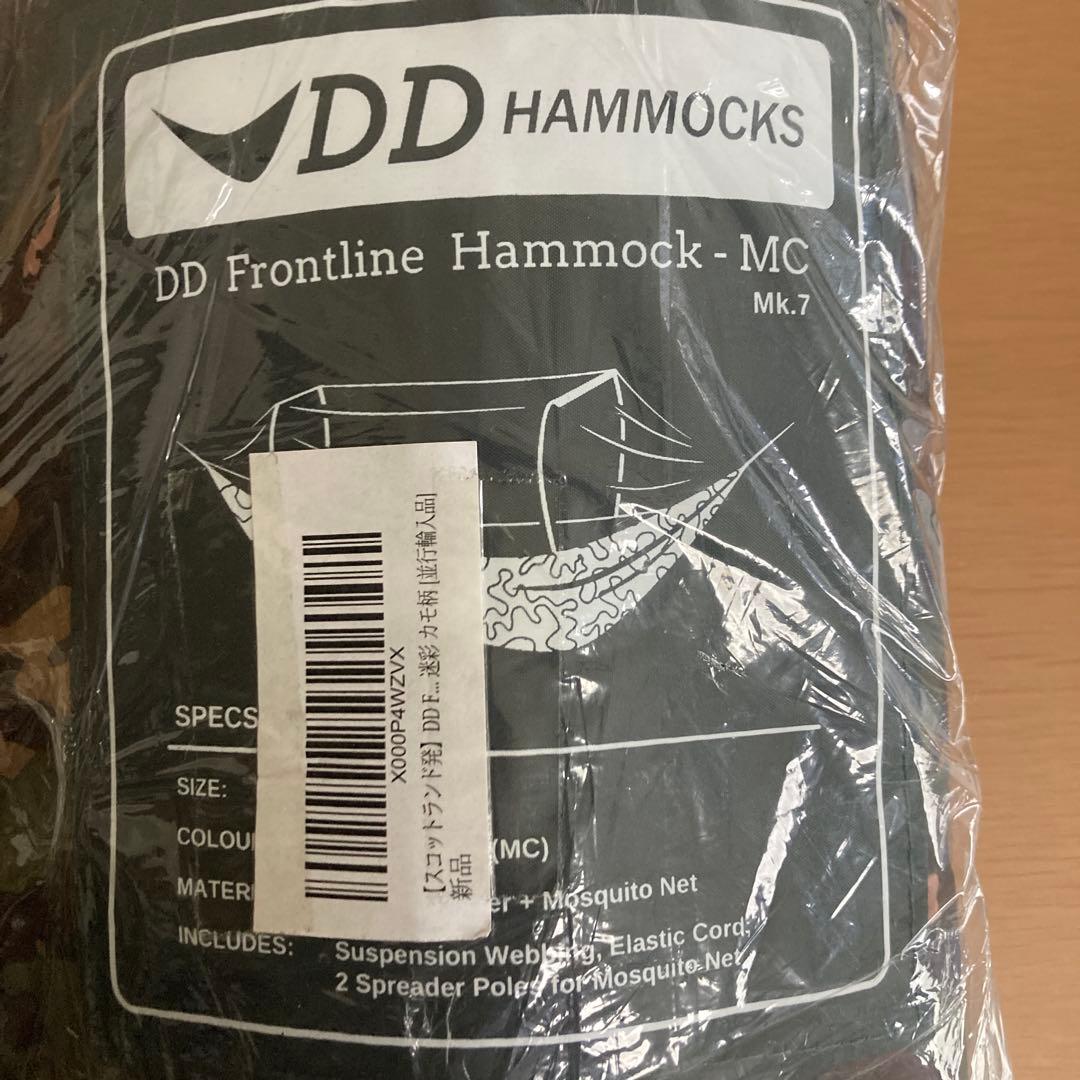 DD HAMMOCKS
DD Frontline Hammock - MC
Mk.7
SPECS
SIZE:
(MC)
+ Mosquito Net
INCLUDES: Suspension Webbing, Elastic Cord,
2 Spreader Poles for Mosquito Net
X000P4WZVX
【スコットランド発】DD F... 迷彩 カモ柄 [並行輸入品]
新品